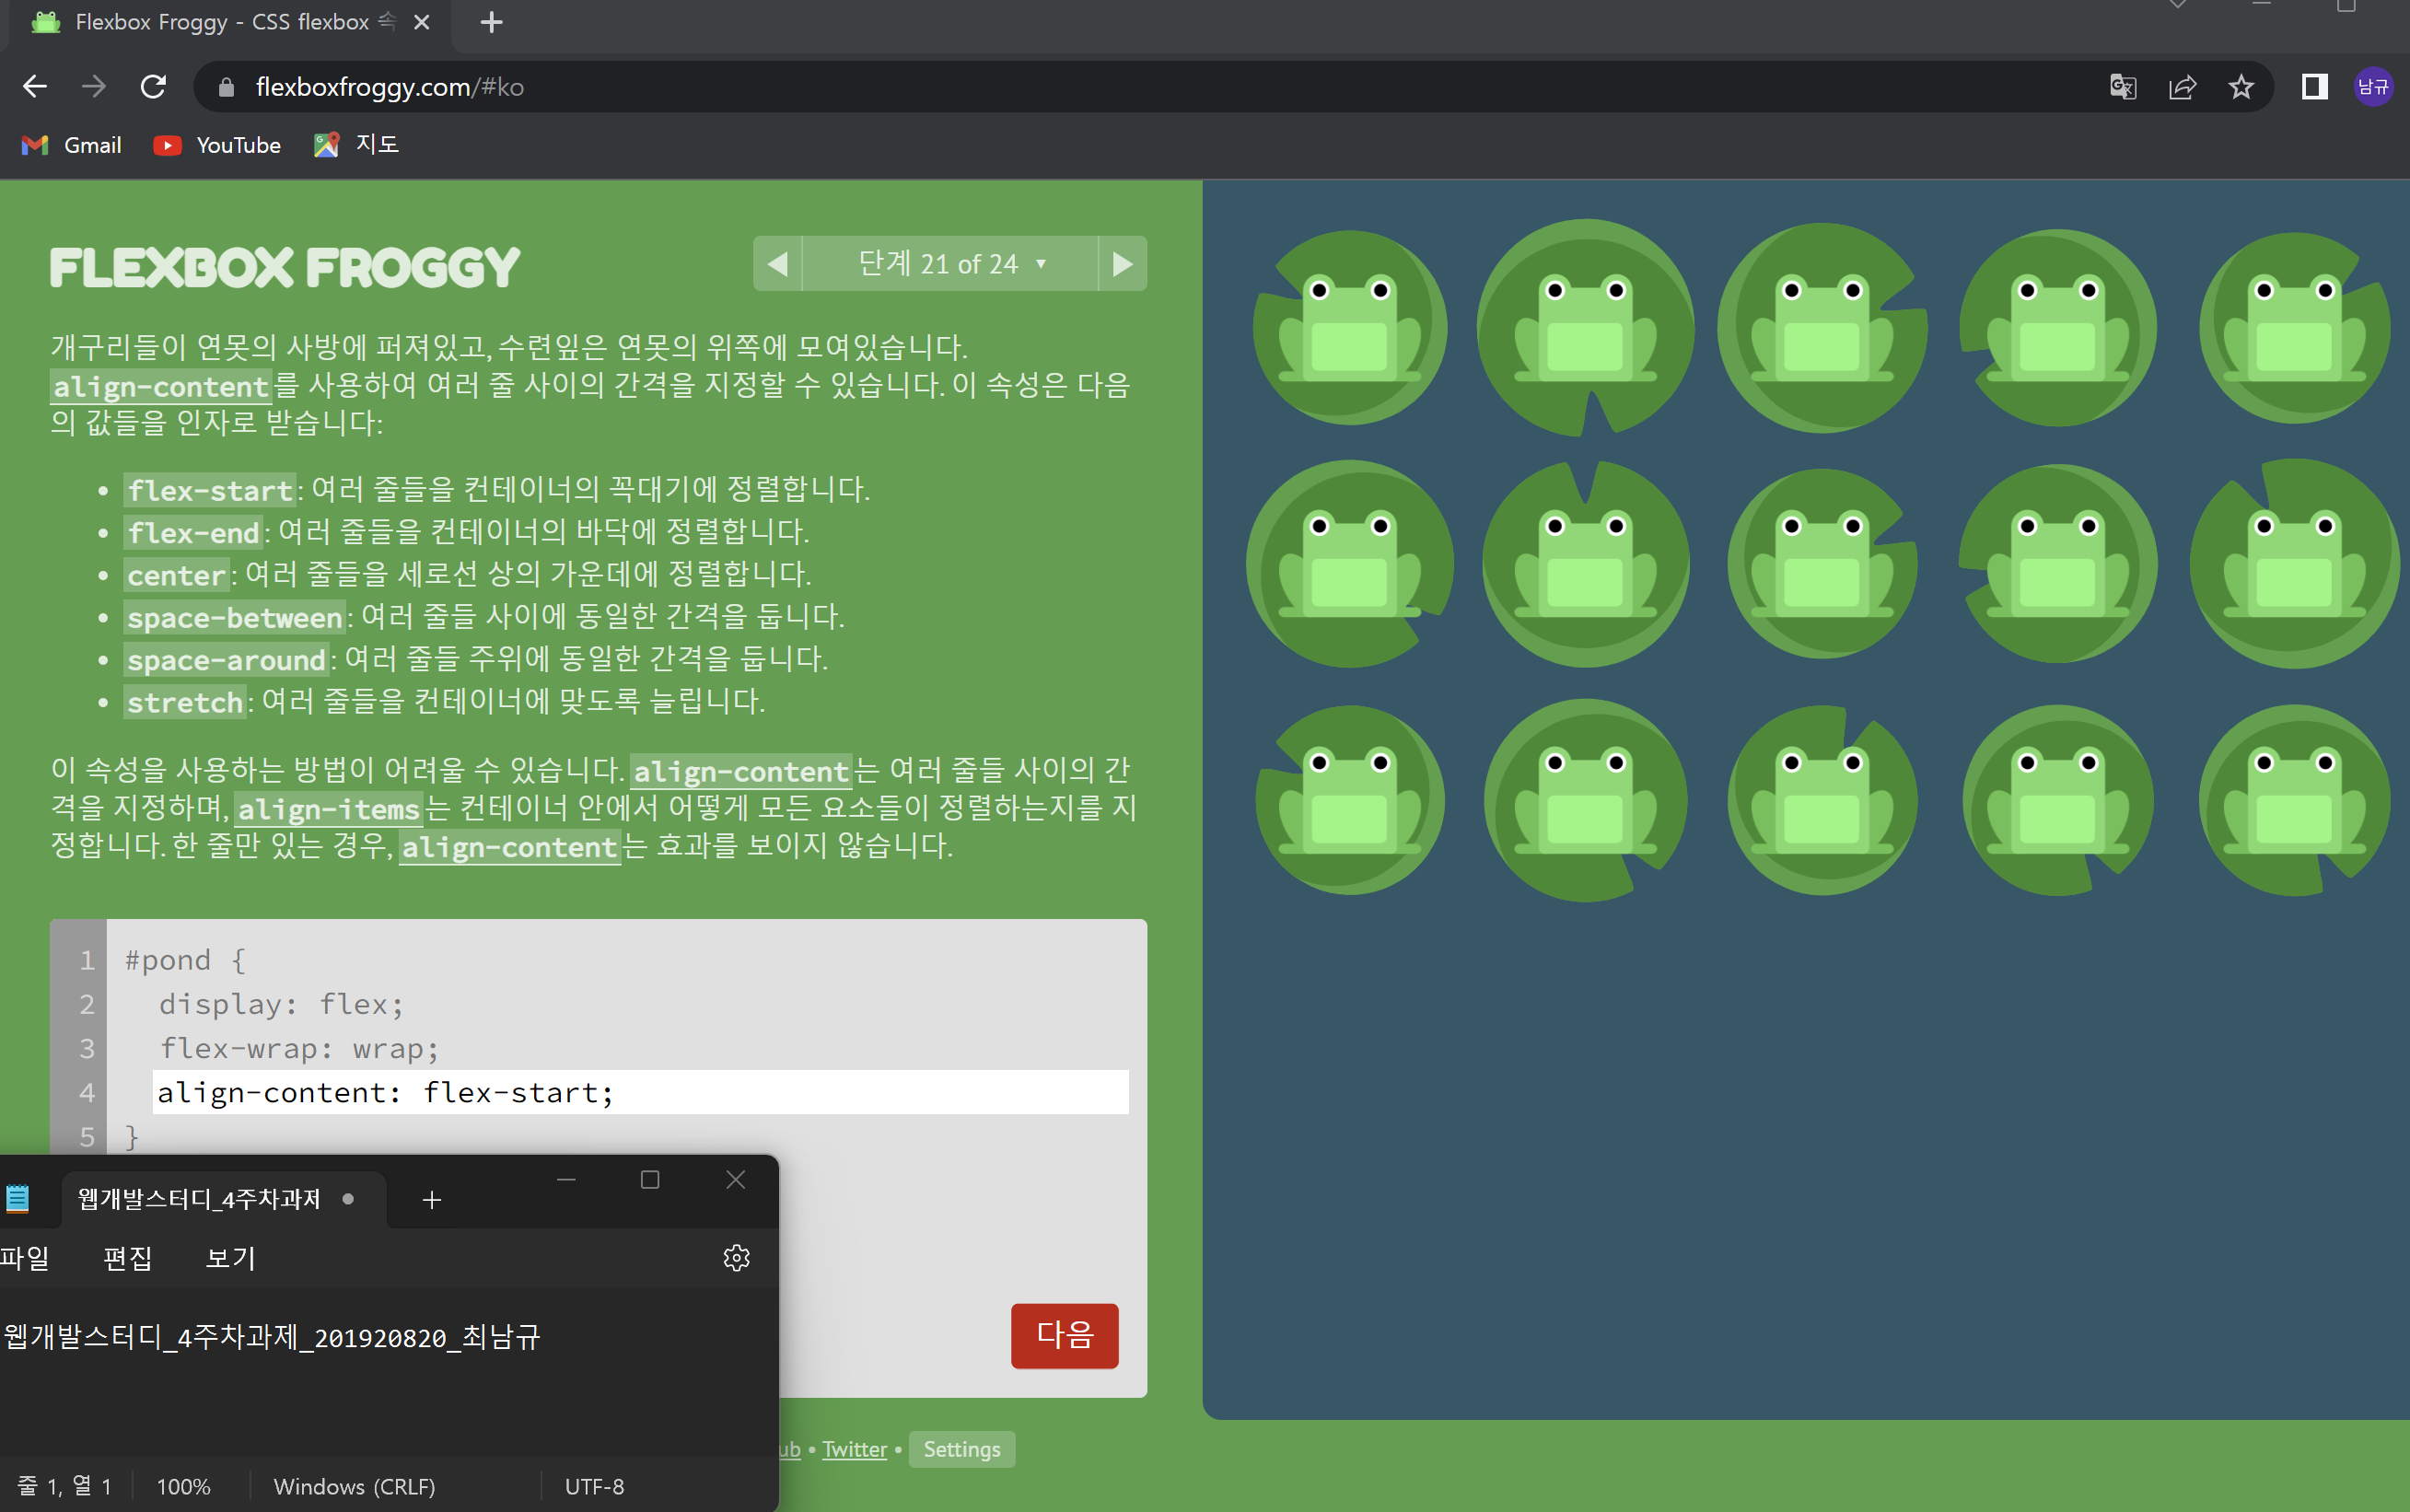 Flexbox Froggy - CSS flexbox 속
flexboxfroggy.com/#ko
남규
Gmail
YouTube
지도
FLEXBOX FROGGY
단계 21 of 24 ▼
개구리들이 연못의 사방에 퍼져있고, 수련잎은 연못의 위쪽에 모여있습니다.
align-content를 사용하여 여러 줄 사이의 간격을 지정할 수 있습니다. 이 속성은 다음
의 값들을 인자로 받습니다:
• flex-start: 여러 줄들을 컨테이너의 꼭대기에 정렬합니다.
• flex-end: 여러 줄들을 컨테이너의 바닥에 정렬합니다.
• center: 여러 줄들을 세로선 상의 가운데에 정렬합니다.
• space-between: 여러 줄들 사이에 동일한 간격을 둡니다.
• space-around: 여러 줄들 주위에 동일한 간격을 둡니다.
• stretch: 여러 줄들을 컨테이너에 맞도록 늘립니다.
이 속성을 사용하는 방법이 어려울 수 있습니다. align-content는 여러 줄들 사이의 간
격을 지정하며, align-items는 컨테이너 안에서 어떻게 모든 요소들이 정렬하는지를 지
정합니다. 한 줄만 있는 경우, align-content는 효과를 보이지 않습니다.
1 #pond {
2 display: flex;
3 flex-wrap: wrap;
4 align-content: flex-start;
5 }
다음
웹개발스터디_4주차과제
파일 편집 보기
웹개발스터디_4주차과제_201920820_최남규
줄 1, 열 1
100%
Windows (CRLF)
UTF-8
ub • Twitter • Settings